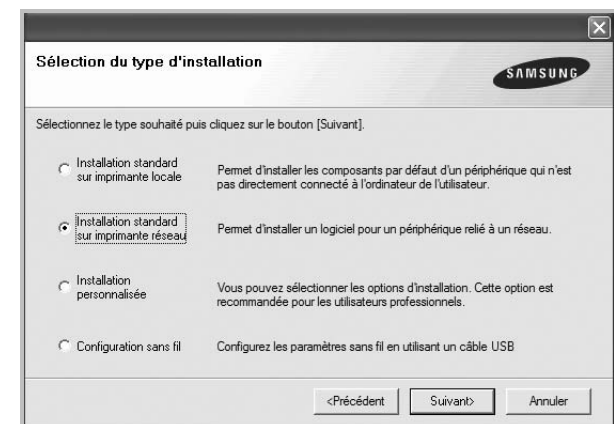 Sélection du type d'installation
SAMSUNG
Sélectionnez le type souhaité puis cliquez sur le bouton [Suivant].
Installation standard
sur imprimante locale
Permet d'installer les composants par défaut d'un périphérique qui n'est
pas directement connecté à l'ordinateur de l'utilisateur.
Installation standard
sur imprimante réseau
Permet d'installer un logiciel pour un périphérique relié à un réseau.
Installation
personnalisée
Vous pouvez sélectionner les options d'installation. Cette option est
recommandée pour les utilisateurs professionnels.
Configuration sans fil
Configurez les paramètres sans fil en utilisant un câble USB
<Précédent
Suivant>
Annuler